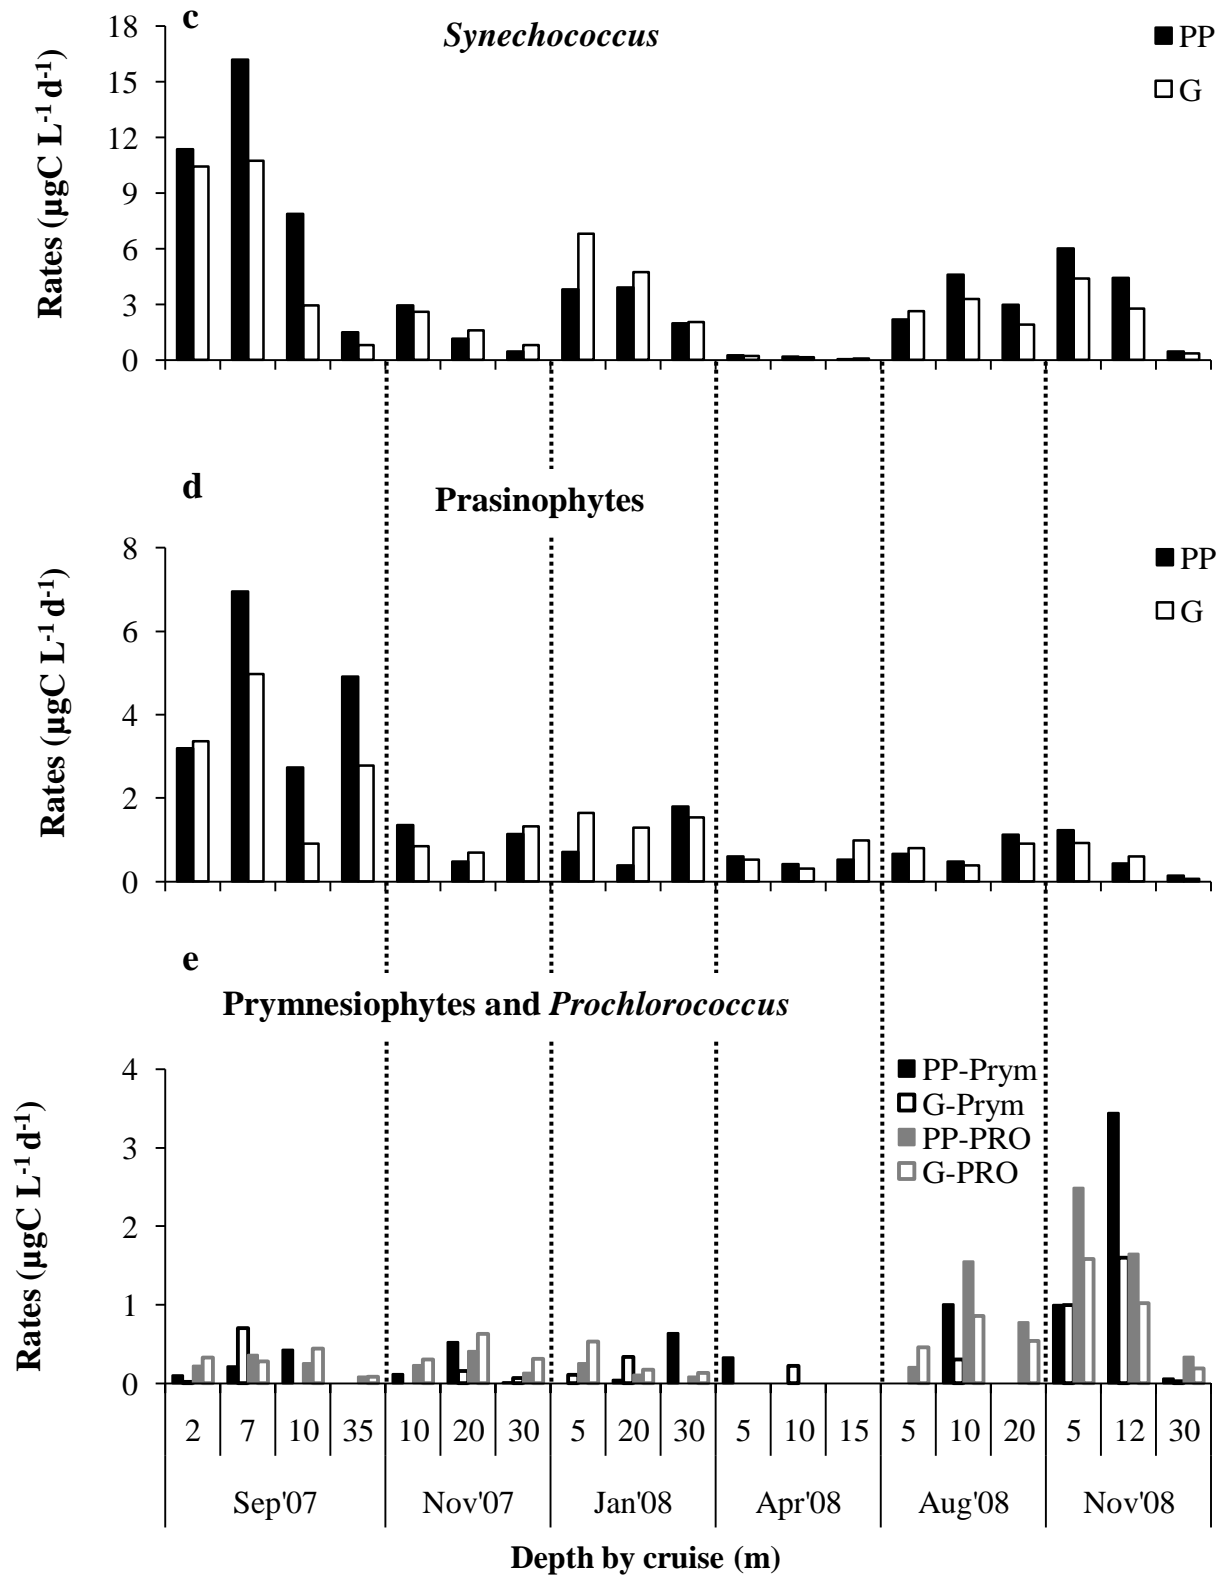 c
Synechococcus
PP
G
18
15
12
9
6
3
0
Rates (µgC L⁻¹ d⁻¹)
d
Prasinophytes
PP
G
8
6
4
2
0
Rates (µgC L⁻¹ d⁻¹)
e
Prymnesiophytes and Prochlorococcus
PP-Prym
G-Prym
PP-PRO
G-PRO
4
3
2
1
0
Rates (µgC L⁻¹ d⁻¹)
2 7 10 35 10 20 30 5 20 30 5 10 15 5 10 20 5 12 30
Sep'07 Nov'07 Jan'08 Apr'08 Aug'08 Nov'08
Depth by cruise (m)